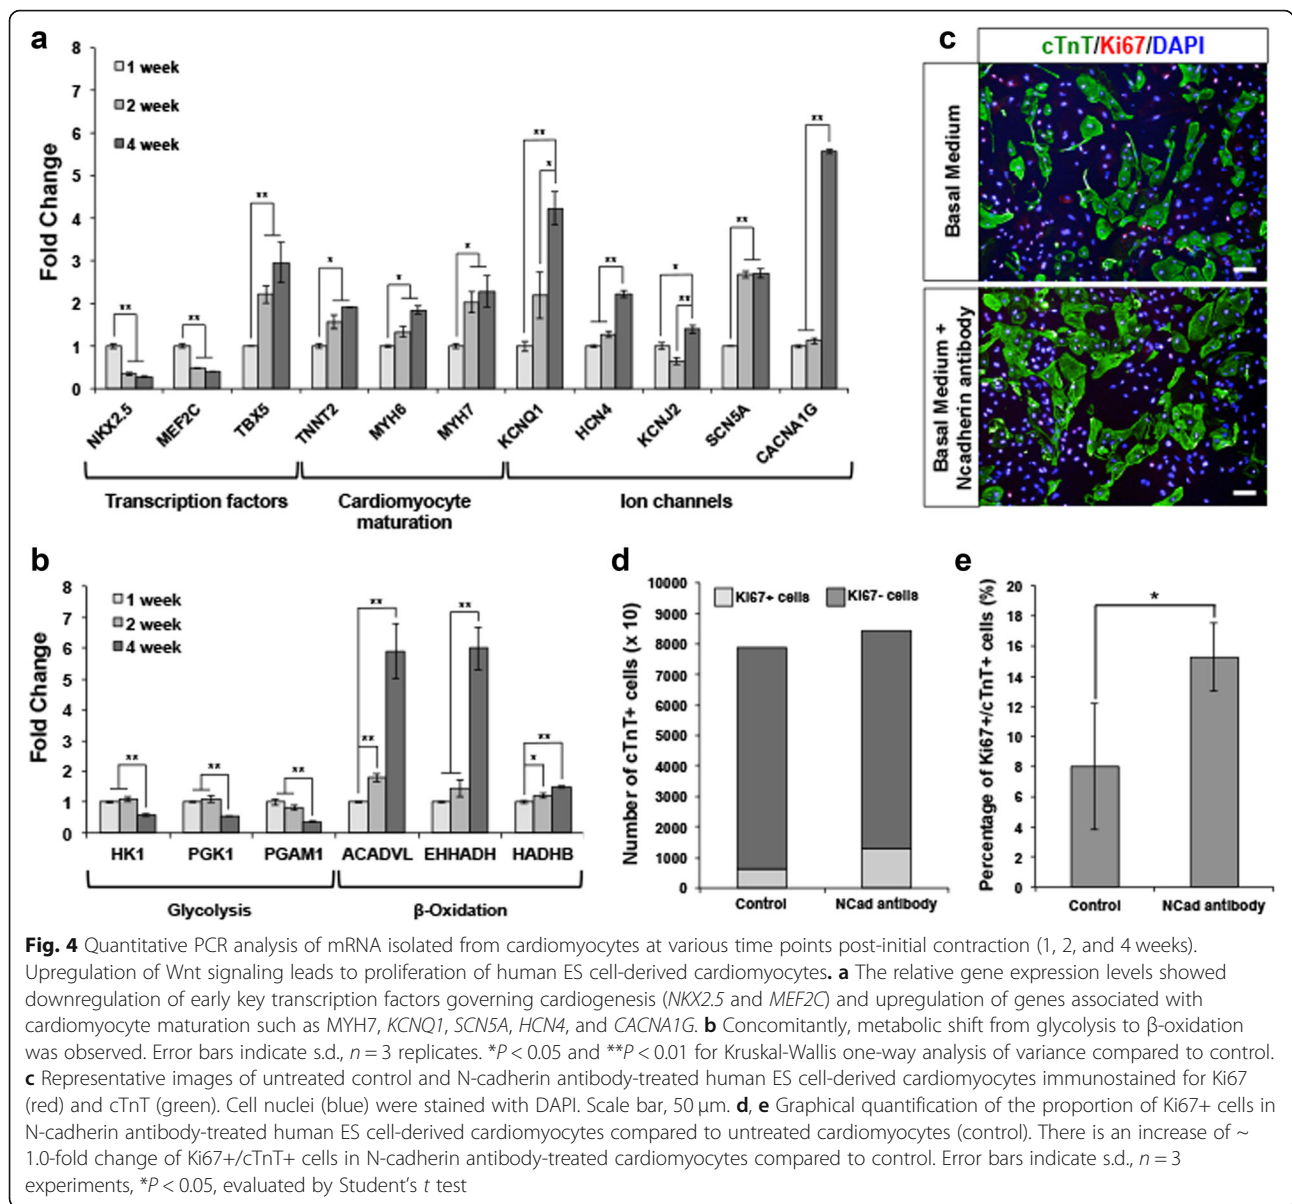 a
8
7
6
5
4
3
2
1
0
Fold Change
1 week
2 week
4 week
**
**
**
*
*
*
**
*
**
*
**
**
**
NKX2.5
MEF2C
TBX5
TNNT2
MYH6
MYH7
KCNQ1
HCN4
KCNJ2
SCN5A
CACNA1G
Transcription factors
Cardiomyocyte
maturation
Ion channels
b
8
7
6
5
4
3
2
1
0
Fold Change
1 week
2 week
4 week
**
**
**
**
**
**
*
**
HK1
PGK1
PGAM1
ACADVL
EHHADH
HADHB
Glycolysis
β-Oxidation
c
cTnT/Ki67/DAPI
Basal Medium
Basal Medium +
Ncadherin antibody
d
10000
9000
8000
7000
6000
5000
4000
3000
2000
1000
0
Number of cTnT+ cells (x 10)
Ki67+ cells
Ki67- cells
Control
NCad antibody
e
20
18
16
14
12
10
8
6
4
2
0
Percentage of Ki67+/cTnT+ cells (%)
*
Control
NCad antibody
Fig. 4 Quantitative PCR analysis of mRNA isolated from cardiomyocytes at various time points post-initial contraction (1, 2, and 4 weeks).
Upregulation of Wnt signaling leads to proliferation of human ES cell-derived cardiomyocytes. a The relative gene expression levels showed
downregulation of early key transcription factors governing cardiogenesis (NKX2.5 and MEF2C) and upregulation of genes associated with
cardiomyocyte maturation such as MYH7, KCNQ1, SCN5A, HCN4, and CACNA1G. b Concomitantly, metabolic shift from glycolysis to β-oxidation
was observed. Error bars indicate s.d., n = 3 replicates. *P < 0.05 and **P < 0.01 for Kruskal-Wallis one-way analysis of variance compared to control.
c Representative images of untreated control and N-cadherin antibody-treated human ES cell-derived cardiomyocytes immunostained for Ki67
(red) and cTnT (green). Cell nuclei (blue) were stained with DAPI. Scale bar, 50 μm. d, e Graphical quantification of the proportion of Ki67+ cells in
N-cadherin antibody-treated human ES cell-derived cardiomyocytes compared to untreated cardiomyocytes (control). There is an increase of ~
1.0-fold change of Ki67+/cTnT+ cells in N-cadherin antibody-treated cardiomyocytes compared to control. Error bars indicate s.d., n = 3
experiments, *P < 0.05, evaluated by Student's t test